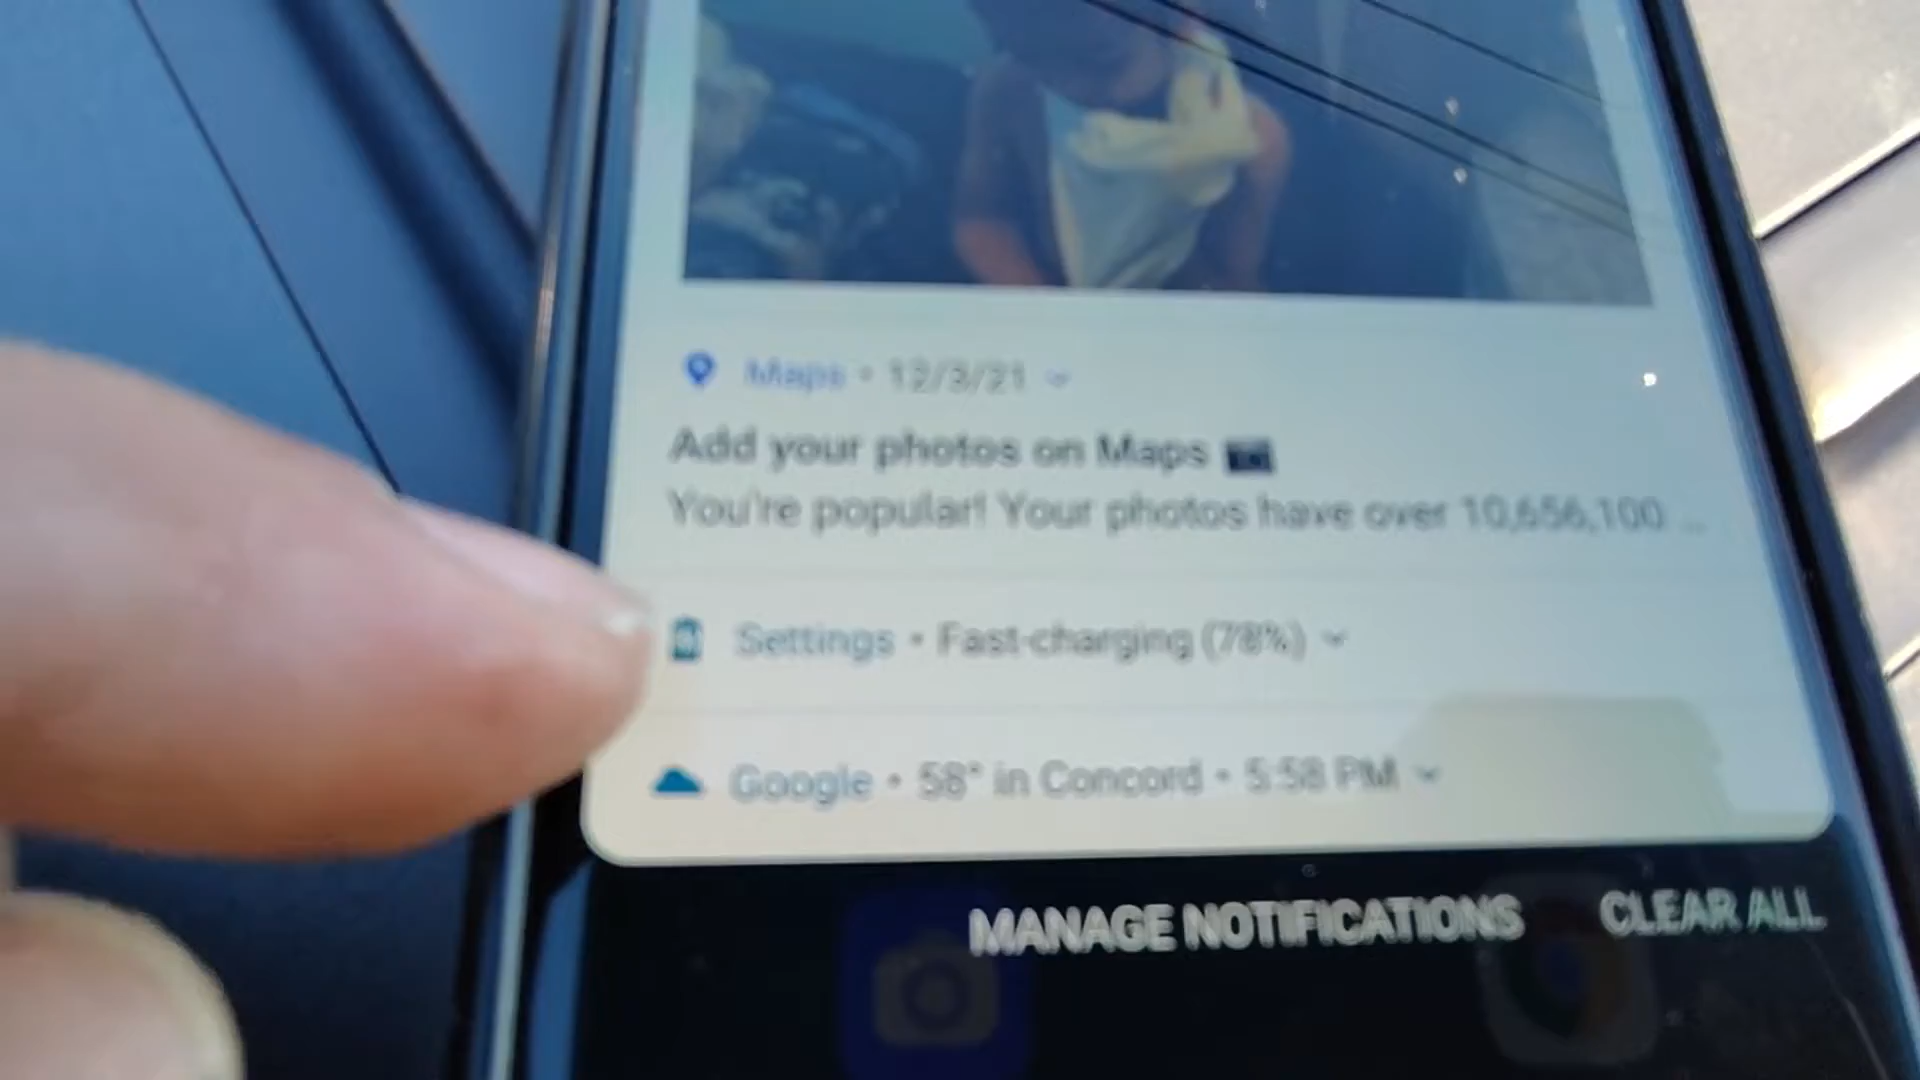 Maps • 12/3/21
Add your photos on Maps
You're popular! Your photos have over 10,656,100 ...
Settings • Fast-charging (78%)
Google • 58° in Concord • 5:58 PM
MANAGE NOTIFICATIONS CLEAR ALL